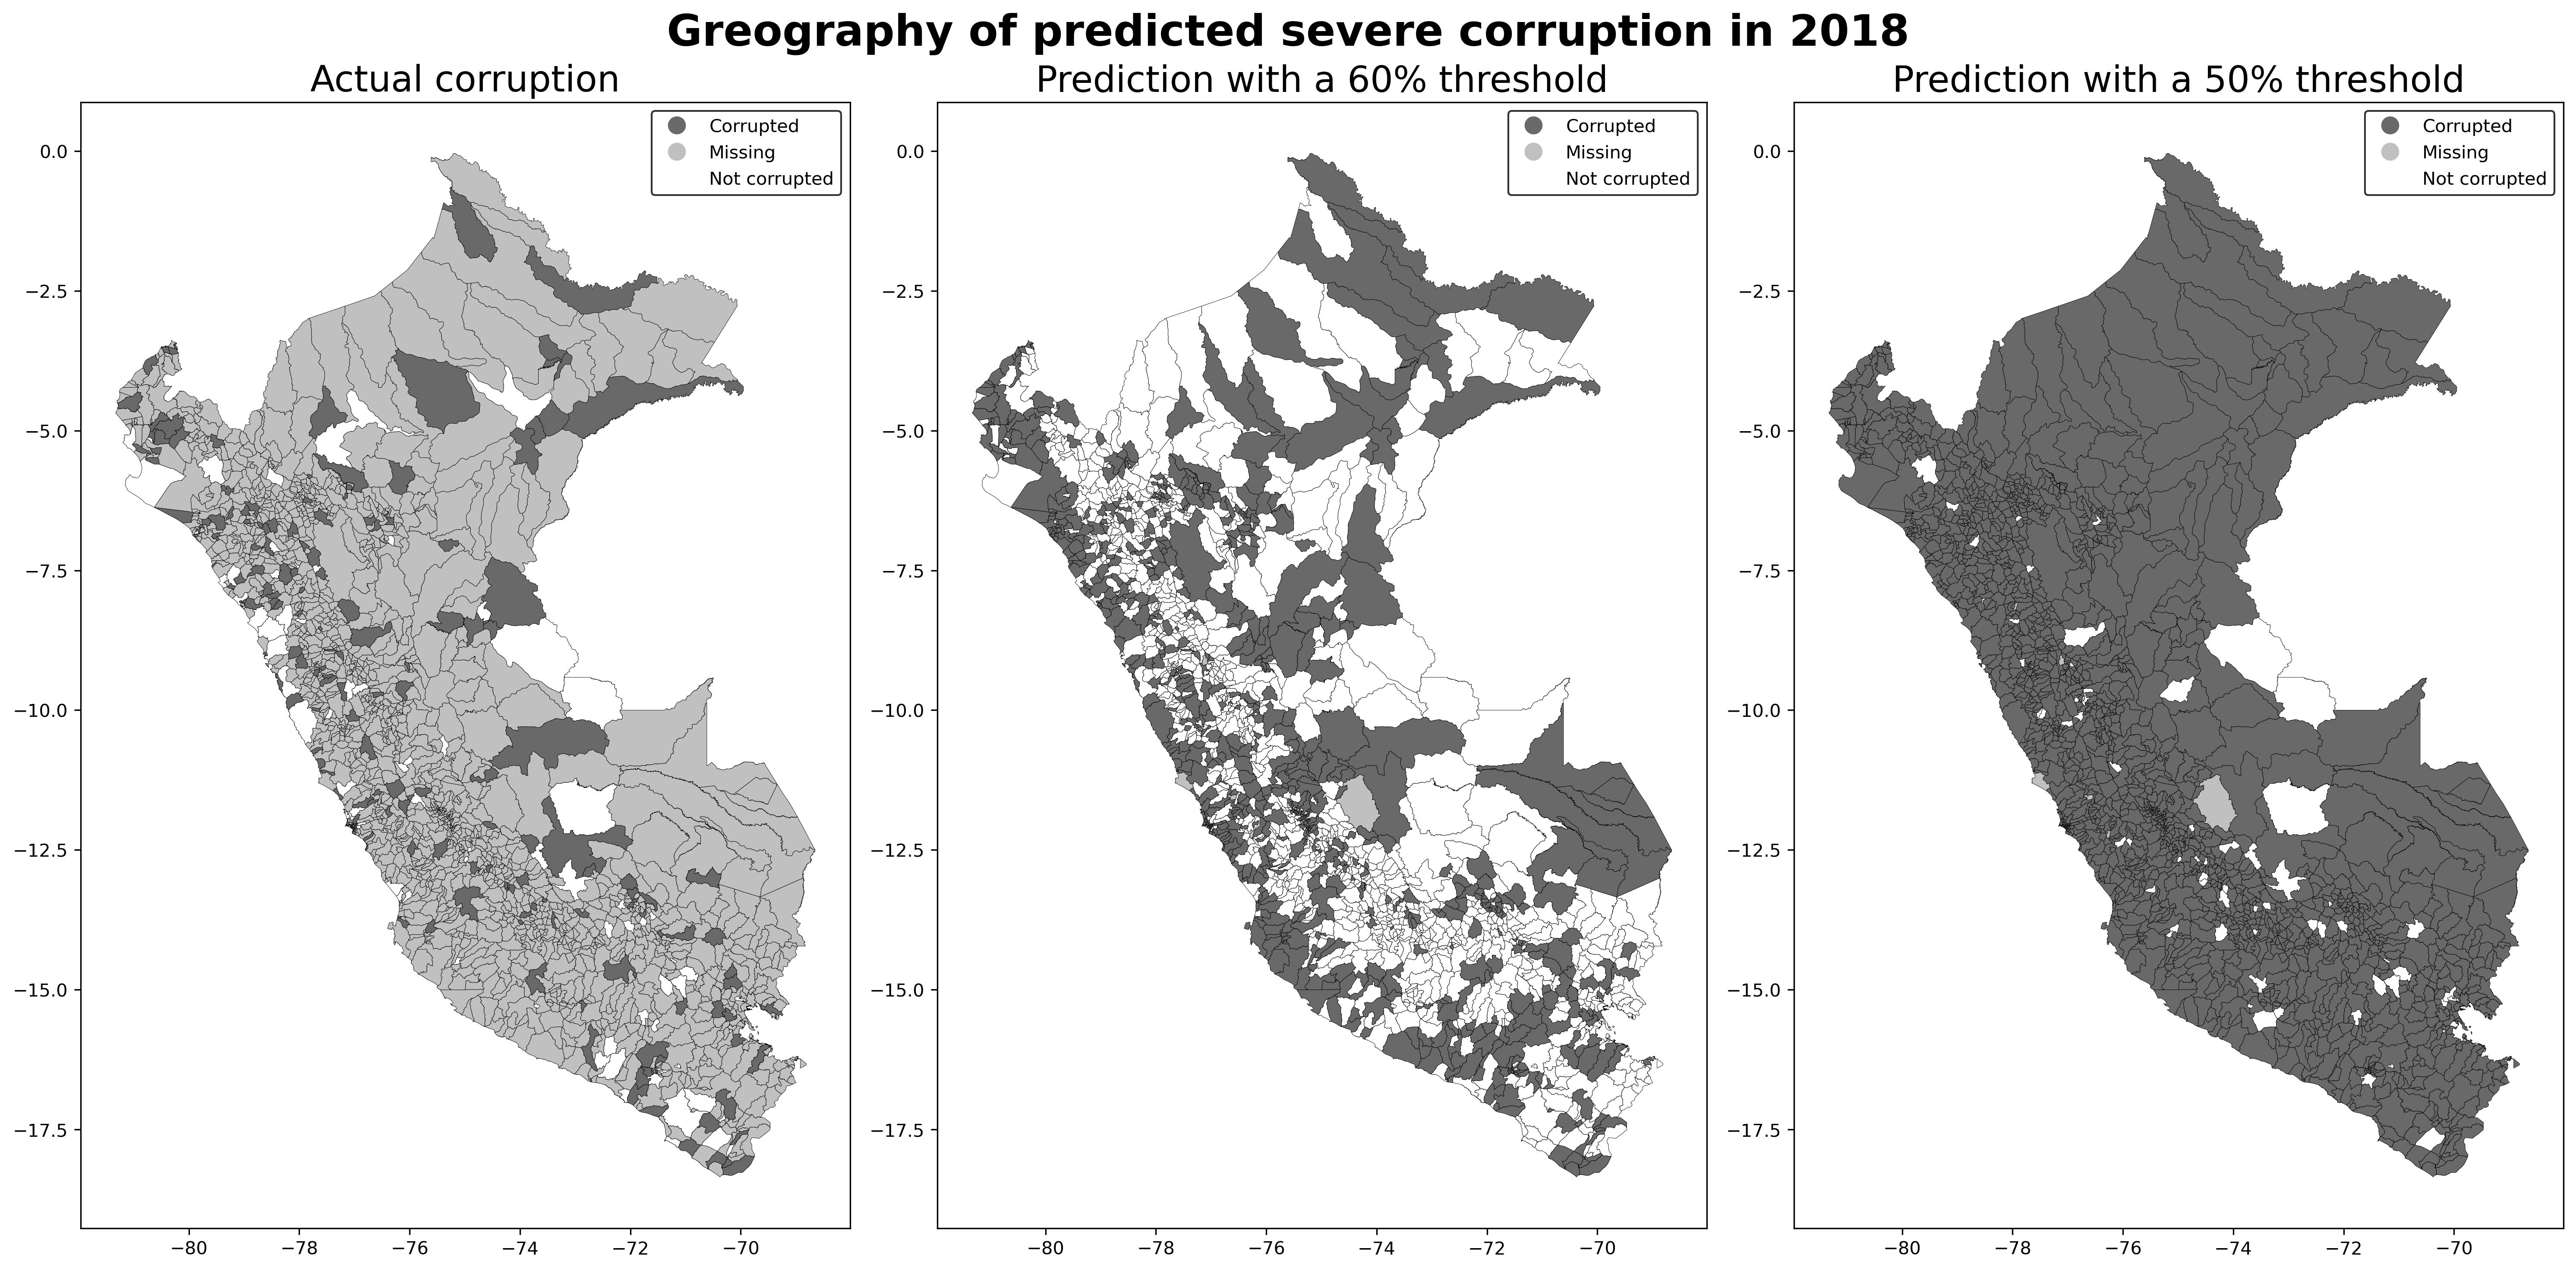 Greography of predicted severe corruption in 2018
Actual corruption
Prediction with a 60% threshold
Prediction with a 50% threshold
Corrupted
Missing
Not corrupted
0.0
−2.5
−5.0
−7.5
−10.0
−12.5
−15.0
−17.5
−80 −78 −76 −74 −72 −70
Corrupted
Missing
Not corrupted
0.0
−2.5
−5.0
−7.5
−10.0
−12.5
−15.0
−17.5
−80 −78 −76 −74 −72 −70
Corrupted
Missing
Not corrupted
0.0
−2.5
−5.0
−7.5
−10.0
−12.5
−15.0
−17.5
−80 −78 −76 −74 −72 −70